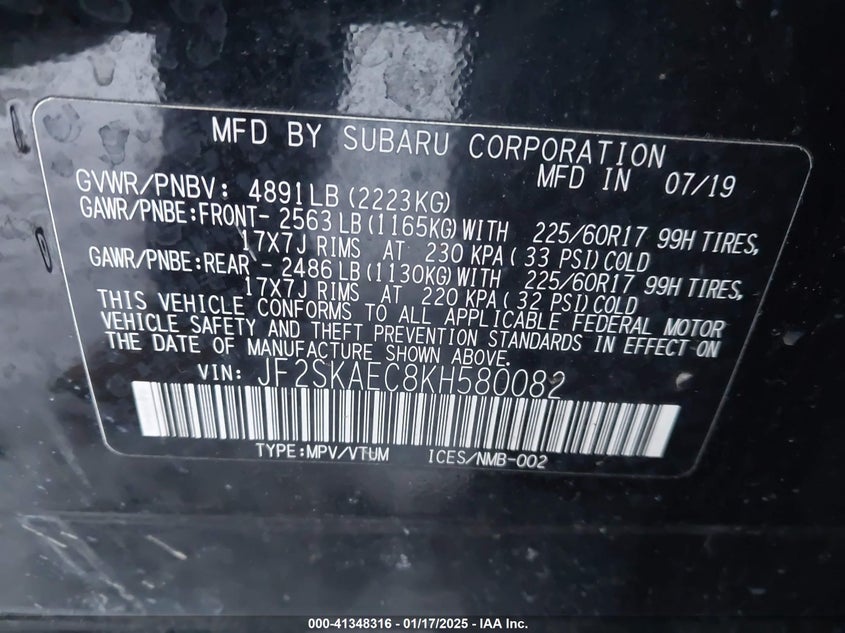 MFD BY SUBARU CORPORATION
MFD IN 07/19
GVWR/PNBV: 4891LB (2223KG)
GAWR/PNBE:FRONT- 2563 LB (1165KG) WITH 225/60R17 99H TIRES,
17X7J RIMS AT 230 KPA ( 33 PSI) COLD
GAWR/PNBE:REAR - 2486 LB (1130KG) WITH 225/60R17 99H TIRES,
17X7J RIMS AT 220 KPA ( 32 PSI) COLD
THIS VEHICLE CONFORMS TO ALL APPLICABLE FEDERAL MOTOR
VEHICLE SAFETY AND THEFT PREVENTION STANDARDS IN EFFECT ON
THE DATE OF MANUFACTURE SHOWN ABOVE.
VIN: JF2SKAEC8KH580082
TYPE:MPV/VTUM ICES/NMB-002
000-41348316 - 01/17/2025 - IAA Inc.